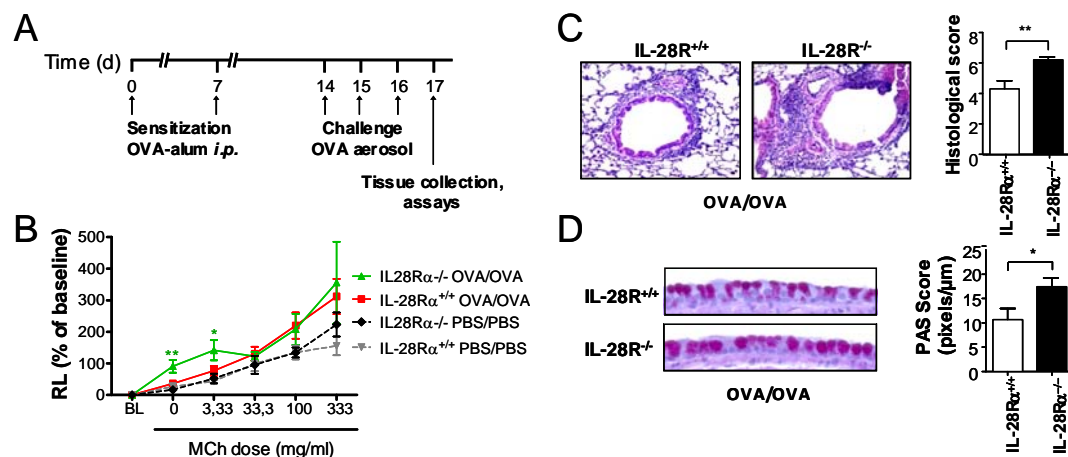 A
Time (d)
0
7
14
15
16
17
Sensitization
OVA-alum i.p.
Challenge
OVA aerosol
Tissue collection,
assays
B
RL (% of baseline)
500
400
300
200
100
0
**
*
BL
0
3,33
33,3
100
333
MCh dose (mg/ml)
IL28Rα-/- OVA/OVA
IL-28Rα+/+ OVA/OVA
IL28Rα-/- PBS/PBS
IL-28Rα+/+ PBS/PBS
C
IL-28R+/+
IL-28R-/-
OVA/OVA
Histological score
8
6
4
2
0
**
IL-28Rα+/+
IL-28Rα-/-
D
IL-28R+/+
IL-28R-/-
OVA/OVA
PAS Score
(pixels/µm)
25
20
15
10
5
0
*
IL-28Rα+/+
IL-28Rα-/-